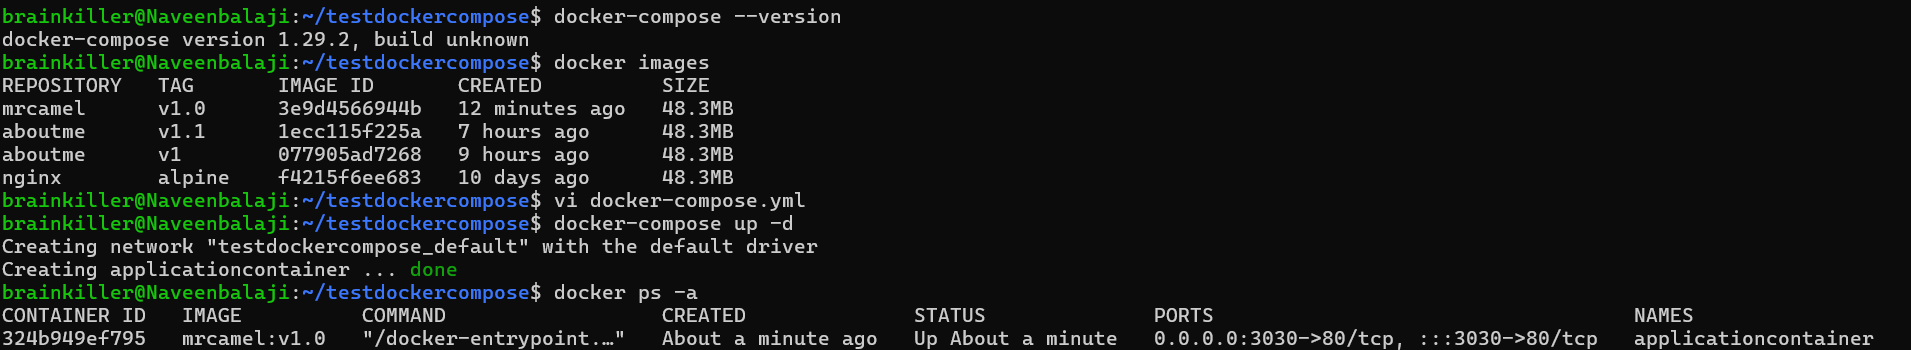 brainkiller@Naveenbalaji:~/testdockercompose$ docker-compose --version
docker-compose version 1.29.2, build unknown
brainkiller@Naveenbalaji:~/testdockercompose$ docker images
REPOSITORY   TAG       IMAGE ID       CREATED          SIZE
mrcamel      v1.0      3e9d4566944b   12 minutes ago   48.3MB
aboutme      v1.1      1ecc115f225a   7 hours ago      48.3MB
aboutme      v1        077905ad7268   9 hours ago      48.3MB
nginx        alpine    f4215f6ee683   10 days ago      48.3MB
brainkiller@Naveenbalaji:~/testdockercompose$ vi docker-compose.yml
brainkiller@Naveenbalaji:~/testdockercompose$ docker-compose up -d
Creating network "testdockercompose_default" with the default driver
Creating applicationcontainer ... done
brainkiller@Naveenbalaji:~/testdockercompose$ docker ps -a
CONTAINER ID   IMAGE          COMMAND                  CREATED              STATUS              PORTS                                   NAMES
324b949ef795   mrcamel:v1.0   "/docker-entrypoint.…"   About a minute ago   Up About a minute   0.0.0.0:3030->80/tcp, :::3030->80/tcp   applicationcontainer